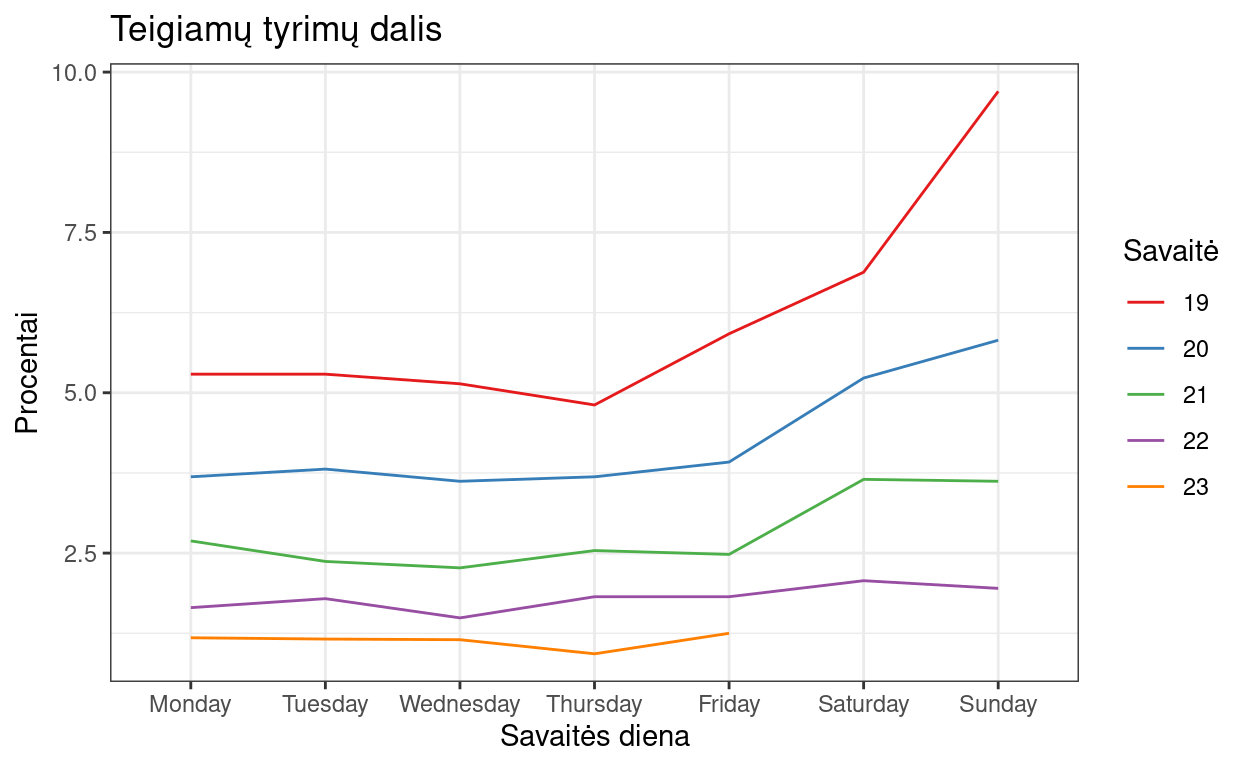 Teigiamų tyrimų dalis
Procentai
10.0
7.5
5.0
2.5
Monday Tuesday Wednesday Thursday Friday Saturday Sunday
Savaitės diena
Savaitė
19
20
21
22
23